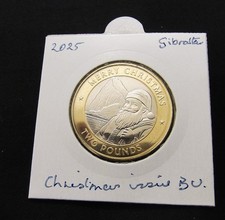 2025 Gibraltar
MERRY CHRISTMAS
TWO POUNDS
Christmas issue BU.